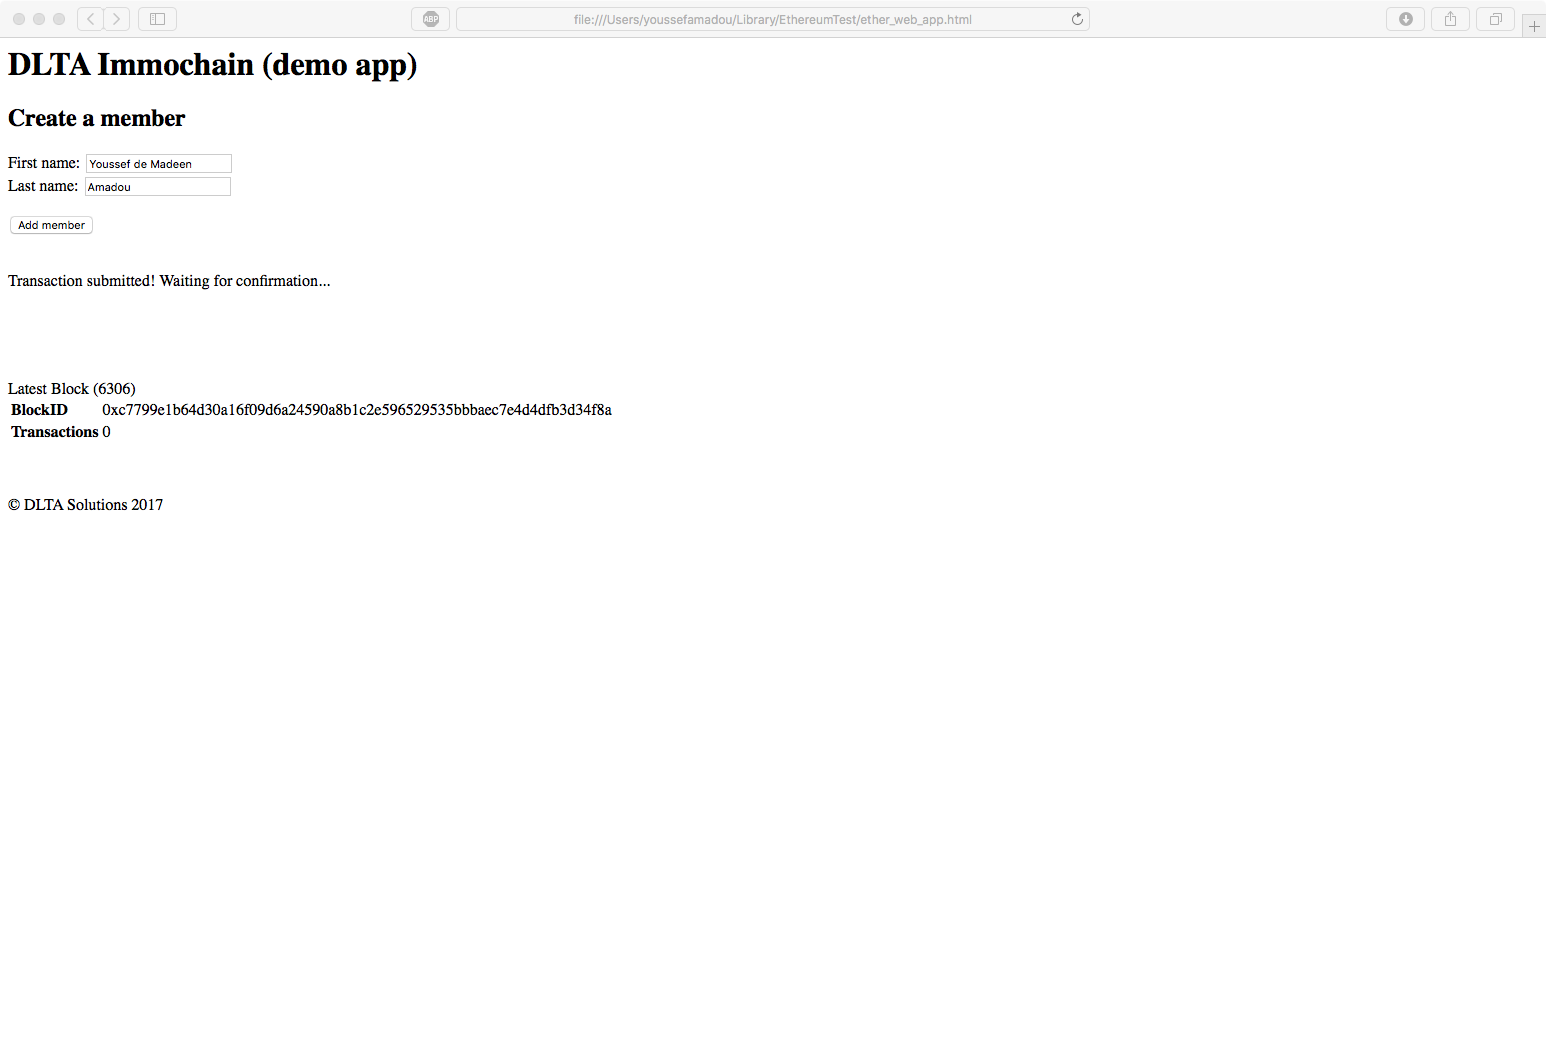 ABP
file:///Users/youssefamadou/Library/EthereumTest/ether_web_app.html
DLTA Immochain (demo app)
Create a member
First name: Youssef de Madeen
Last name: Amadou
Add member
Transaction submitted! Waiting for confirmation...
Latest Block (6306)
BlockID 0xc7799e1b64d30a16f09d6a24590a8b1c2e596529535bbbaec7e4d4dfb3d34f8a
Transactions 0
© DLTA Solutions 2017